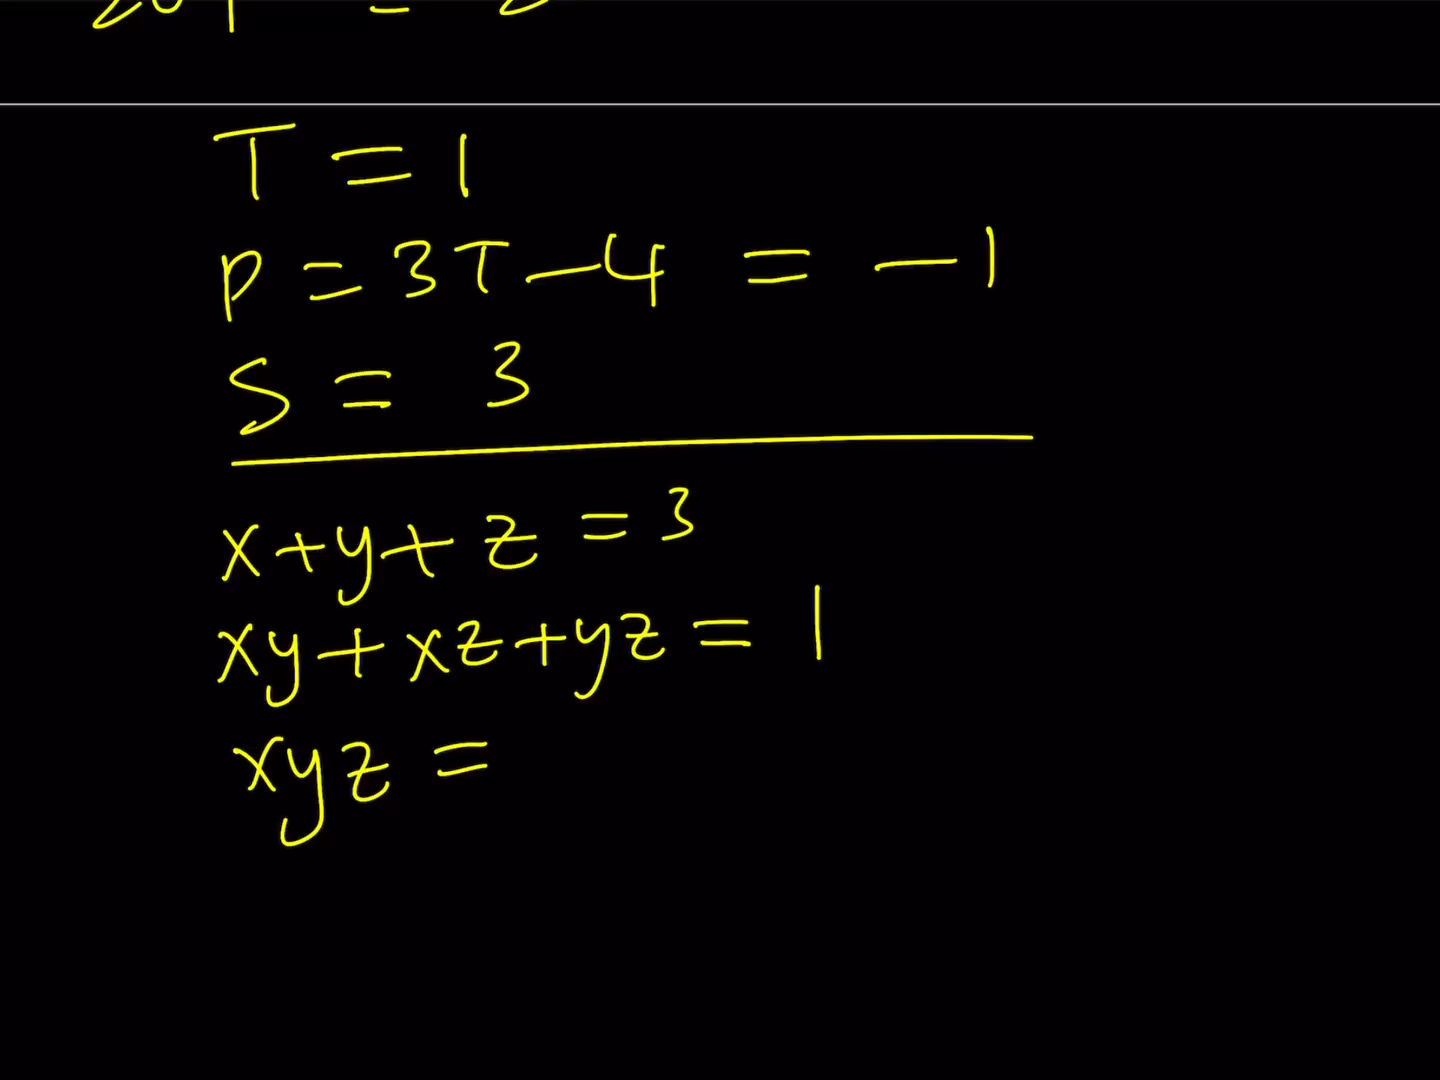 T = 1
P = 3T - 4 = -1
S = 3
x + y + z = 3
xy + xz + yz = 1
xyz =